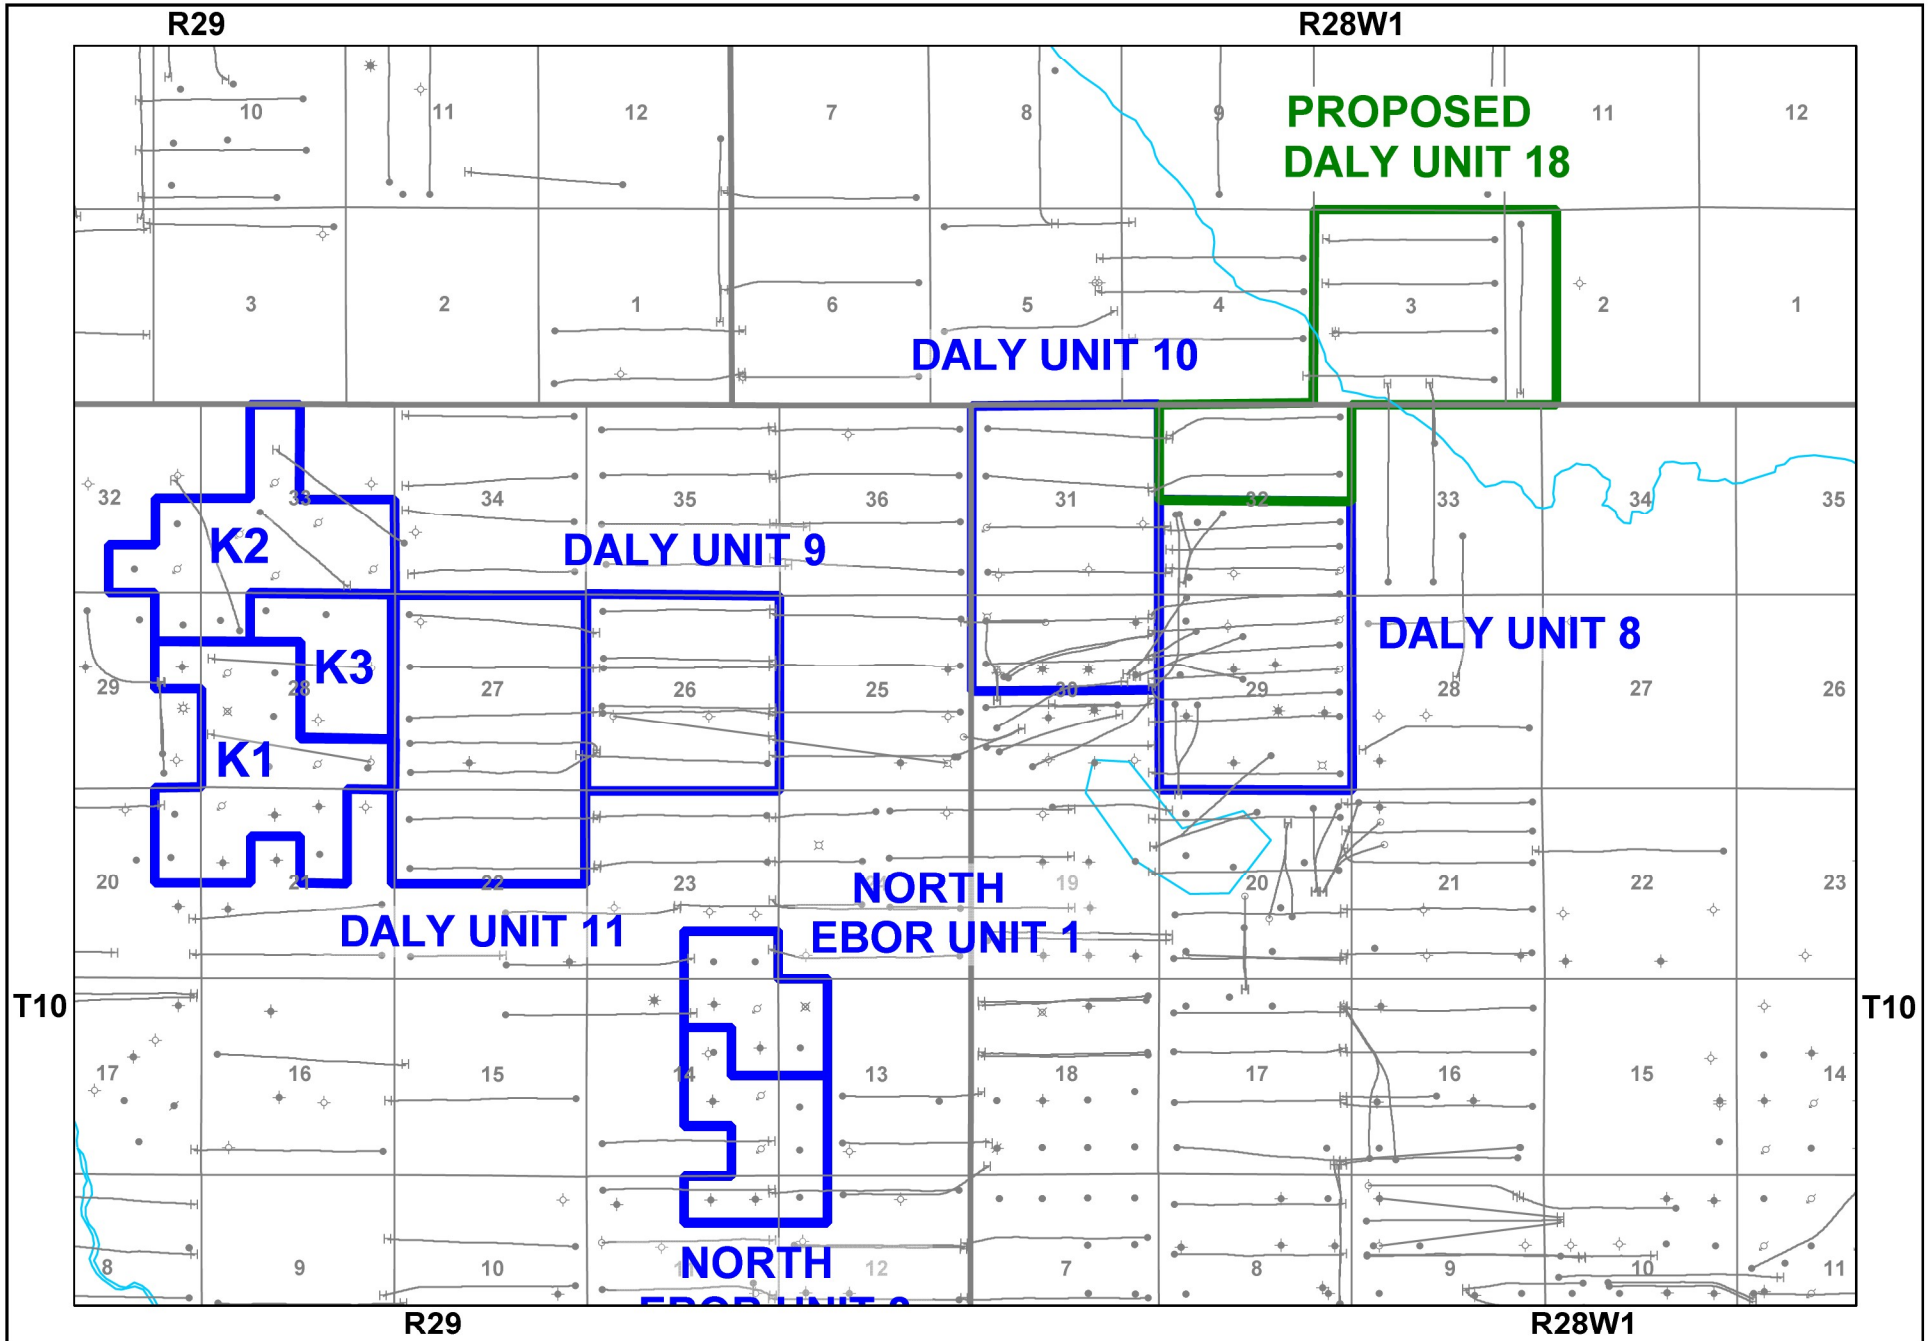 R29 R28W1
10 11 12 7 8 9 11 12
PROPOSED
DALY UNIT 18
3 2 1 6 5 4 3 2 1
DALY UNIT 10
32 33 34 35 36 31 32 33 34 35
K2
DALY UNIT 9
DALY UNIT 8
K3
29 28 27 26 25 30 29 28 27 26
K1
20 21 22 23 19 20 21 22 23
NORTH
EBOR UNIT 1
DALY UNIT 11
T10 T10
17 16 15 14 13 18 17 16 15 14
NORTH
8 9 10 11 12 7 8 9 10 11
R29 R28W1